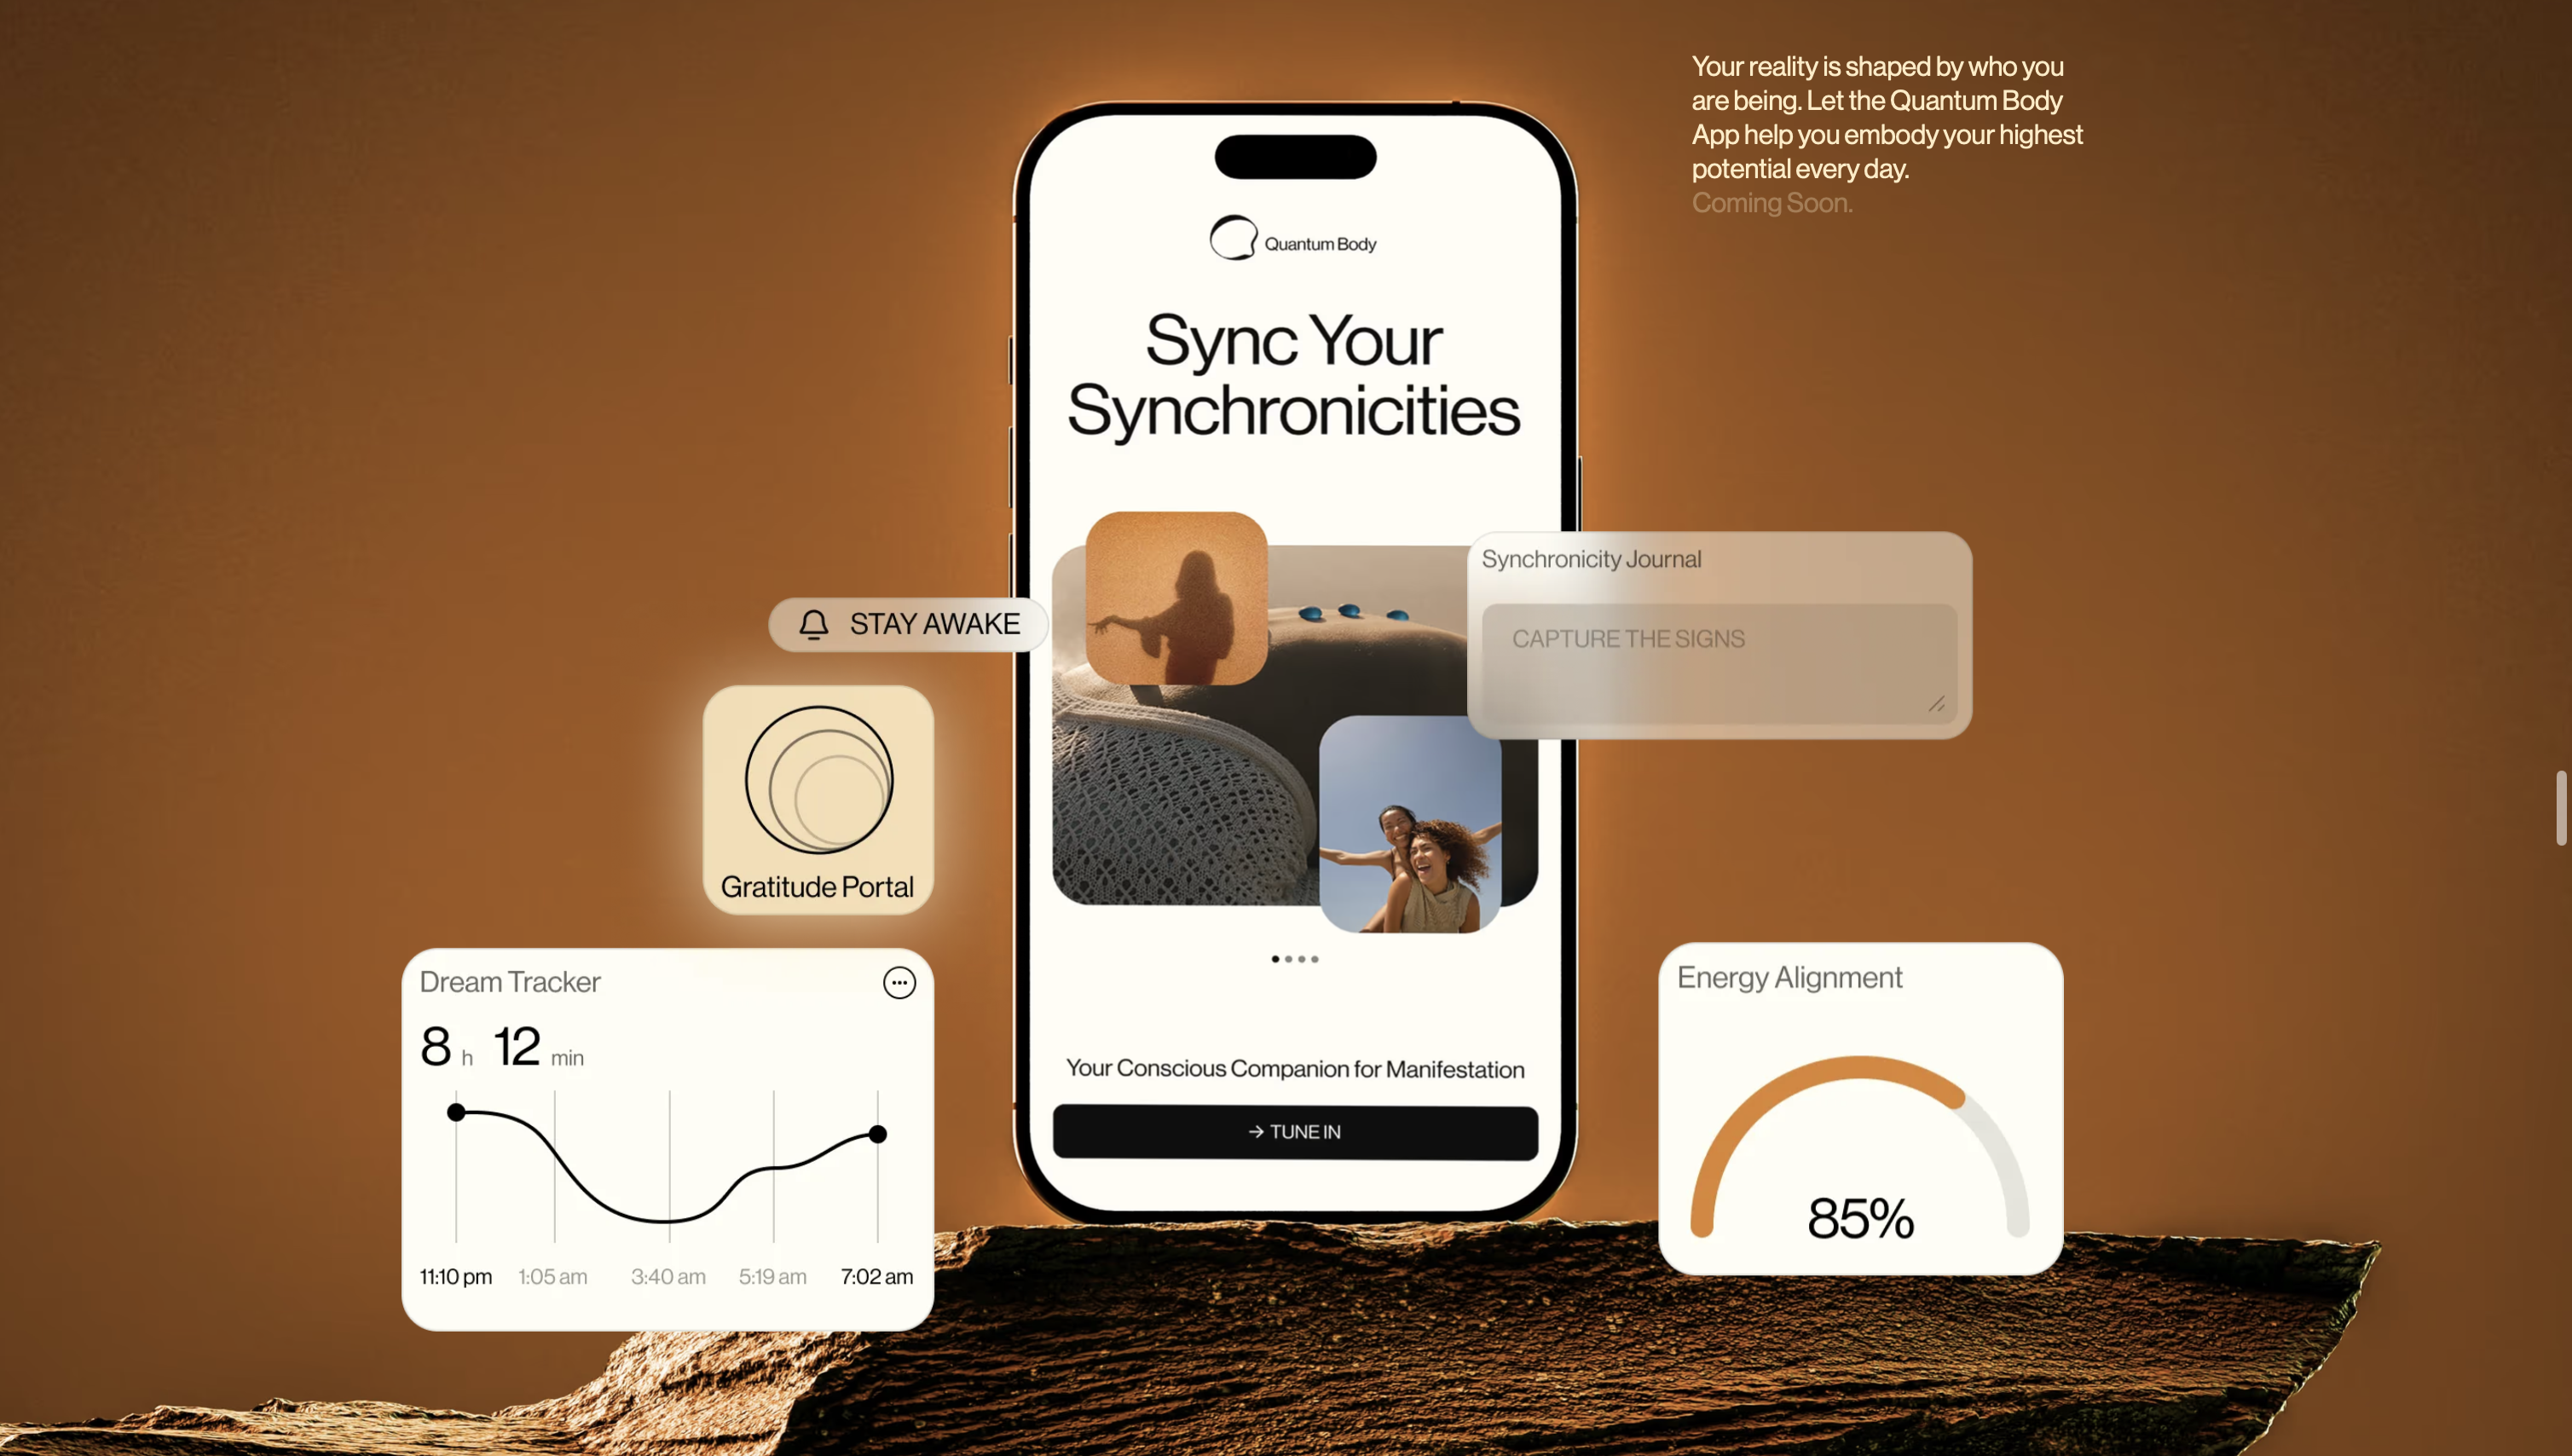 Your reality is shaped by who you
are being. Let the Quantum Body
App help you embody your highest
potential every day.
Coming Soon.
Quantum Body
Sync Your
Synchronicities
Synchronicity Journal
CAPTURE THE SIGNS
STAY AWAKE
Gratitude Portal
Dream Tracker
8 h 12 min
11:10 pm 1:05 am 3:40 am 5:19 am 7:02 am
Your Conscious Companion for Manifestation
→ TUNE IN
Energy Alignment
85%